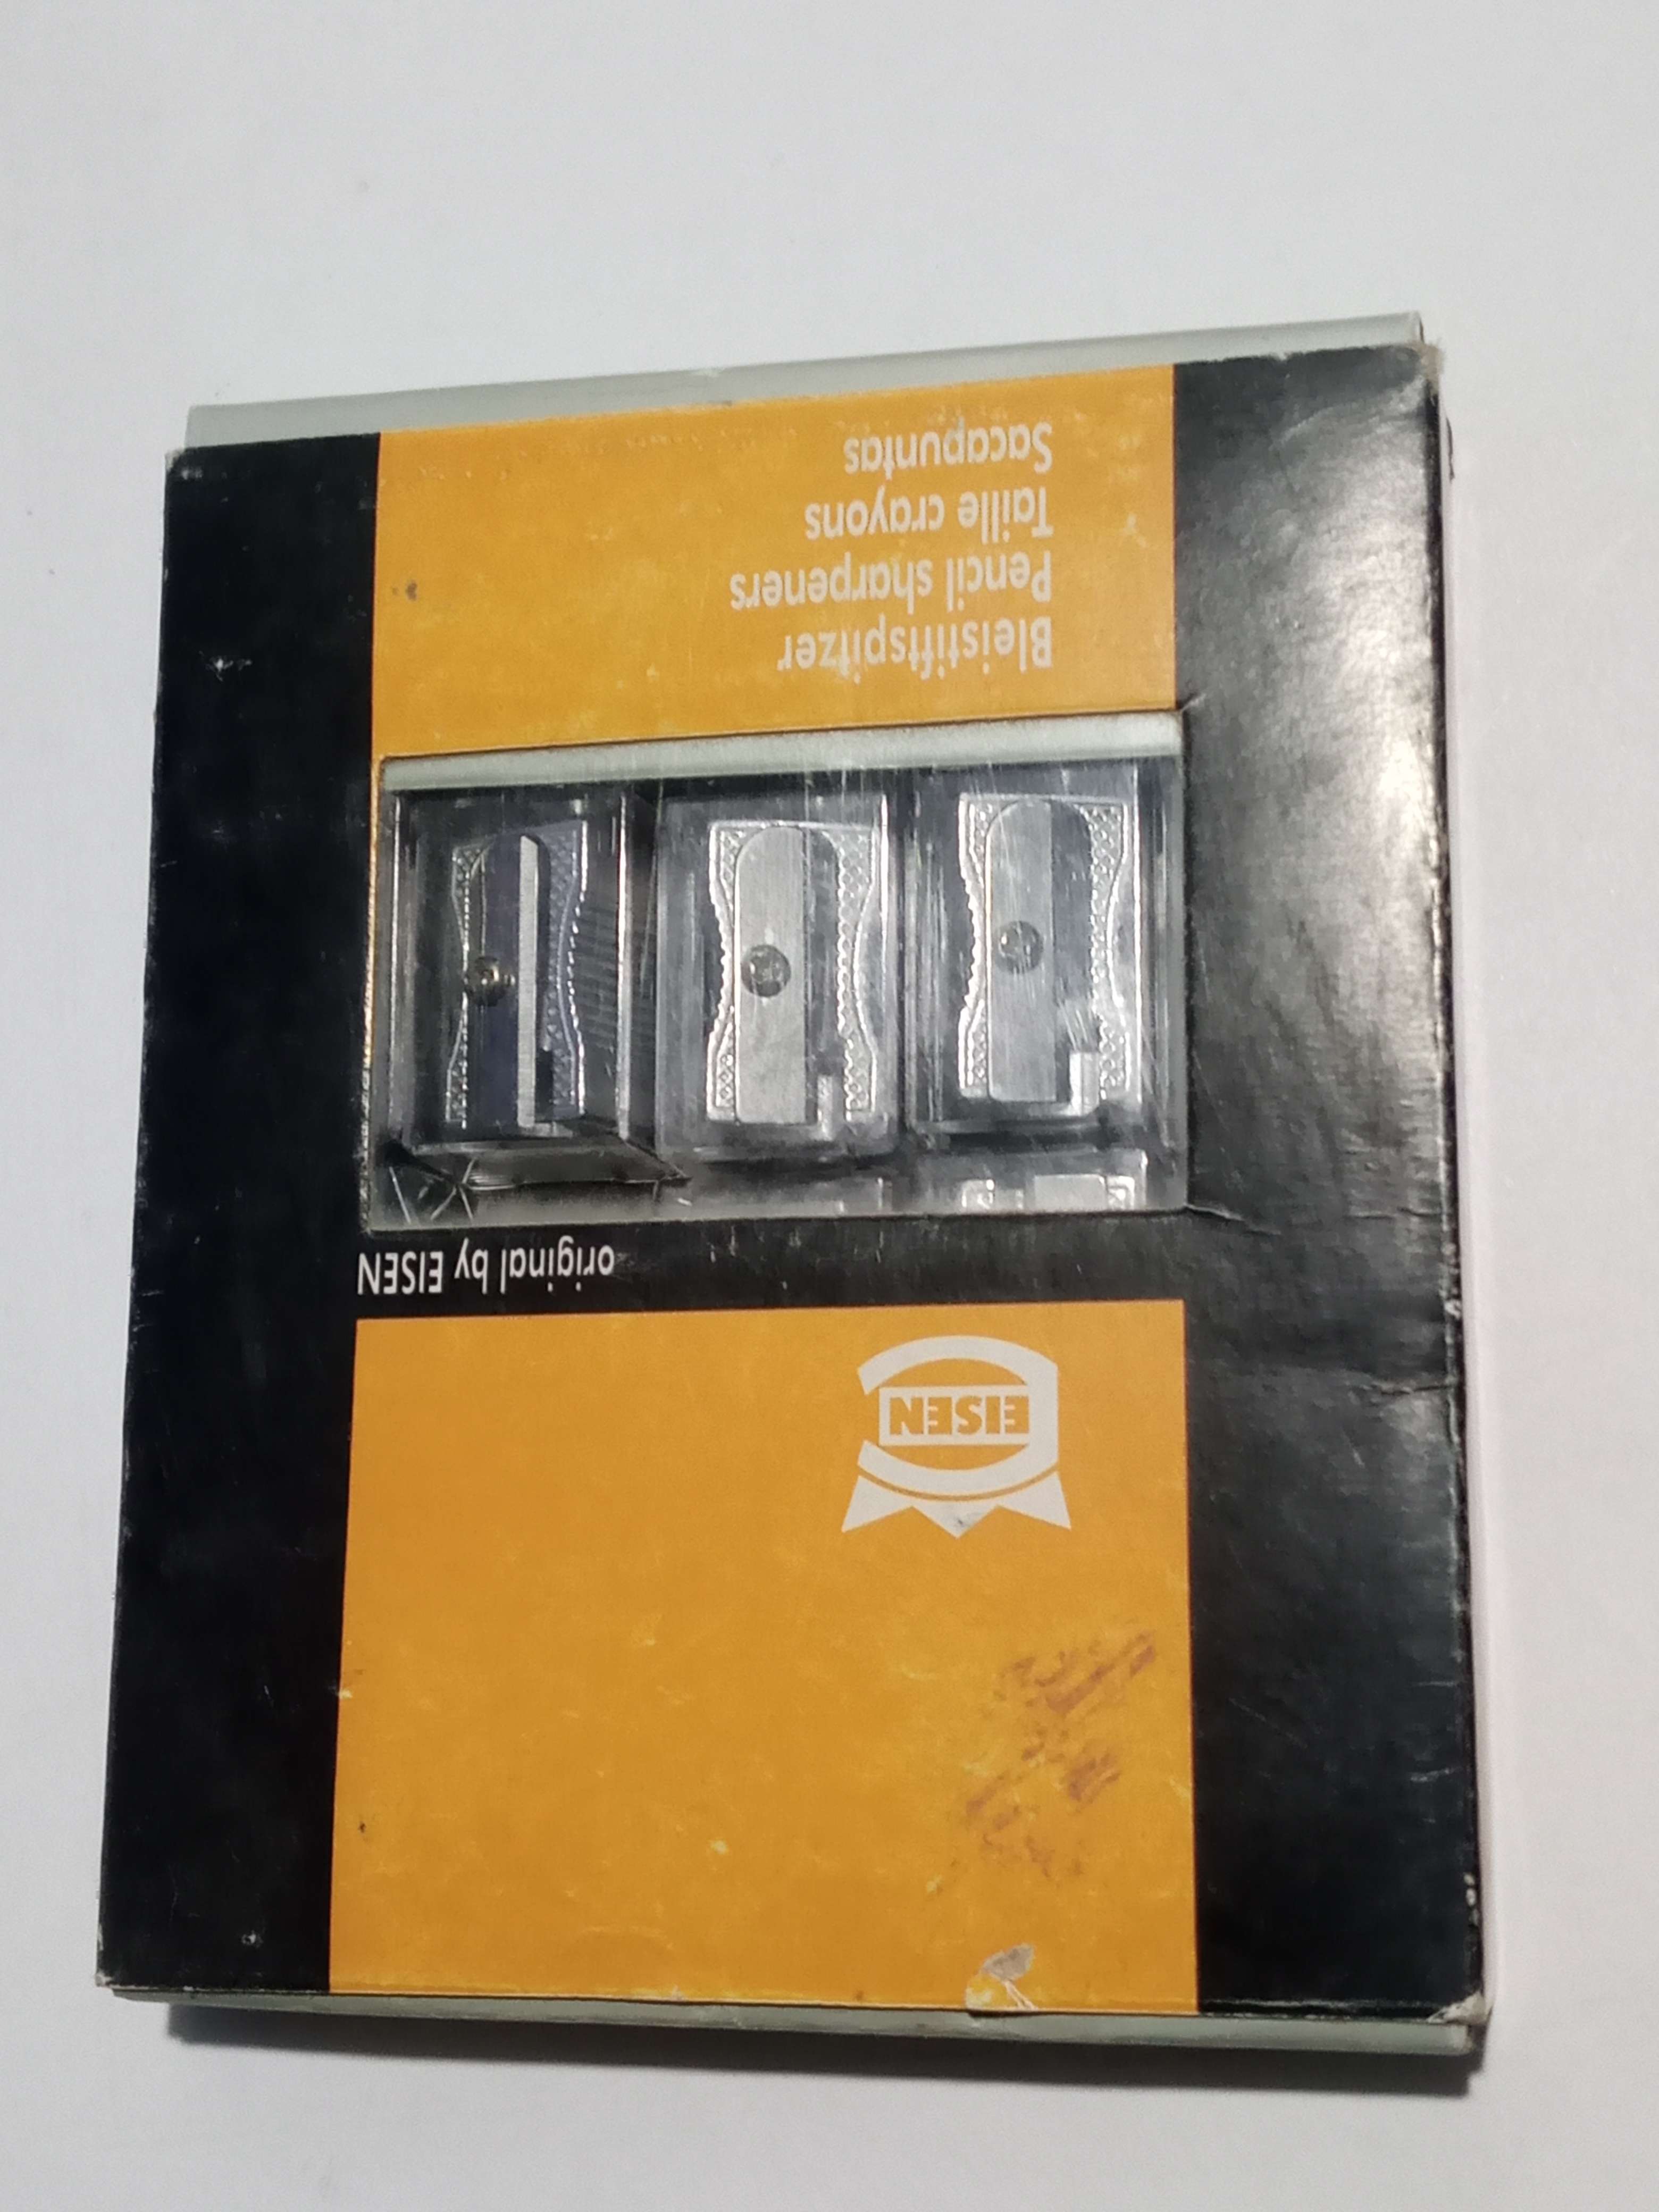 EISEN
original by EISEN
Bleistiftspitzer
Pencil sharpeners
Taille crayons
Sacapuntas